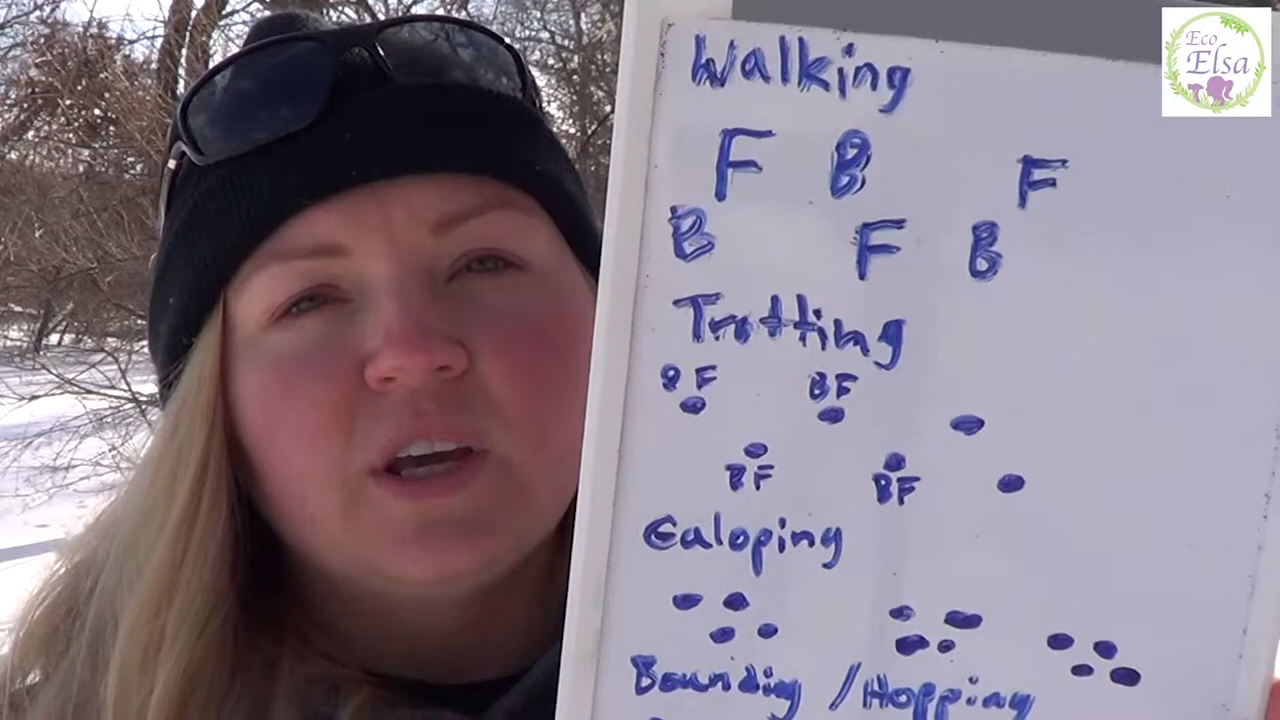 Eco
Elsa
Walking
F B F
B F B
Trotting
BF BF
BF BF
Galoping
Bounding / Hopping